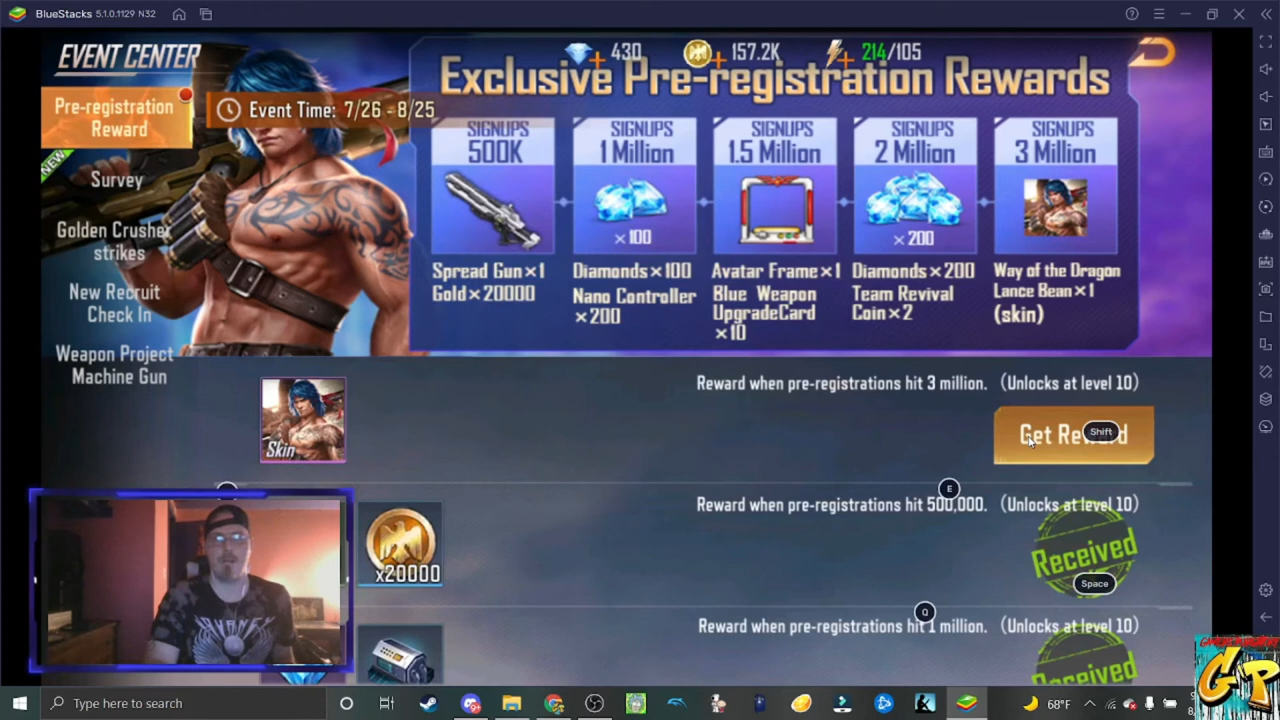 BlueStacks 5.1.0.1129 N32
EVENT CENTER
430
157.2K
214/105
Exclusive Pre-registration Rewards
Pre-registration
Reward
Event Time: 7/26 - 8/25
NEW
Survey
Golden Crusher
strikes
New Recruit
Check In
Weapon Project
Machine Gun
SIGNUPS
500K
Spread Gun×1
Gold×20000
SIGNUPS
1 Million
×100
Diamonds×100
Nano Controller
×200
SIGNUPS
1.5 Million
Avatar Frame×1
Blue Weapon
UpgradeCard
×10
SIGNUPS
2 Million
×200
Diamonds×200
Team Revival
Coin×2
SIGNUPS
3 Million
Way of the Dragon
Lance Bean×1
(skin)
Skin
Reward when pre-registrations hit 3 million. (Unlocks at level 10)
Get Reward
Shift
E
Reward when pre-registrations hit 500,000. (Unlocks at level 10)
x20000
Received
Space
Q
Reward when pre-registrations hit 1 million. (Unlocks at level 10)
Received
GP
Type here to search
68°F